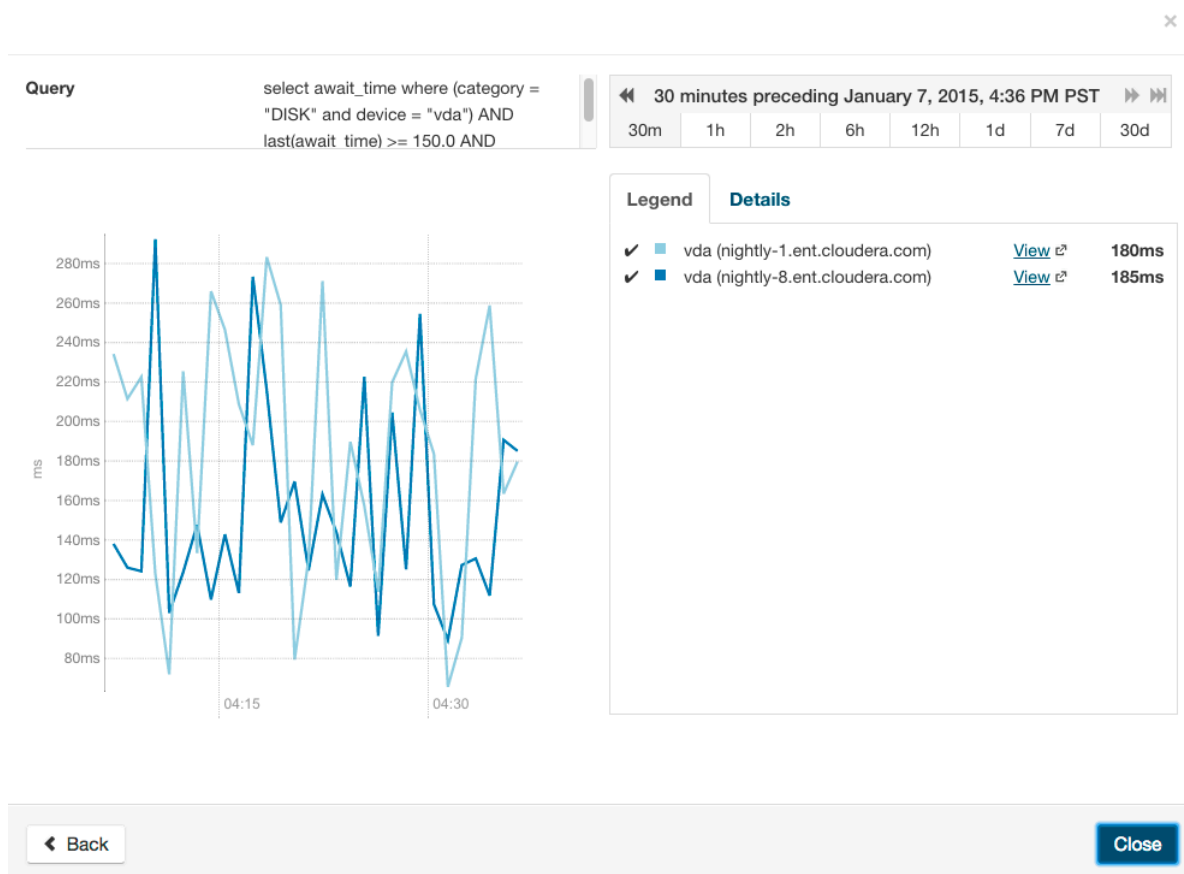 ×
Query
select await_time where (category =
"DISK" and device = "vda") AND
last(await_time) >= 150.0 AND
30 minutes preceding January 7, 2015, 4:36 PM PST
30m 1h 2h 6h 12h 1d 7d 30d
Legend Details
✔ vda (nightly-1.ent.cloudera.com) View 180ms
✔ vda (nightly-8.ent.cloudera.com) View 185ms
280ms
260ms
240ms
220ms
200ms
180ms
160ms
140ms
120ms
100ms
80ms
ms
04:15 04:30
Back
Close